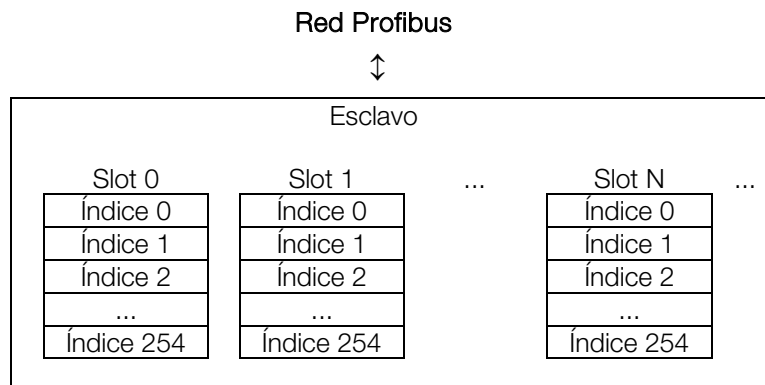 Red Profibus
↕
Esclavo
Slot 0 Slot 1 ... Slot N ...
Índice 0 Índice 0 Índice 0
Índice 1 Índice 1 Índice 1
Índice 2 Índice 2 Índice 2
... ... ...
Índice 254 Índice 254 Índice 254